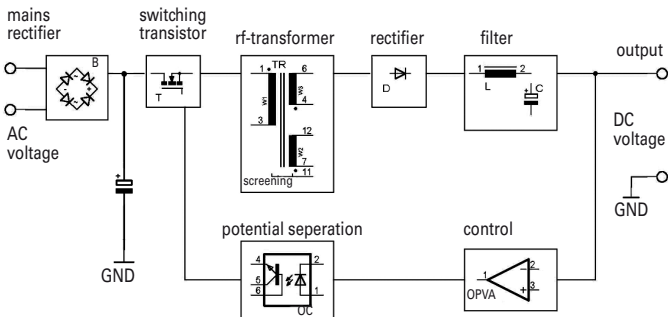 mains
rectifier
switching
transistor
rf-transformer
rectifier
filter
output
B
T
TR
1
6
W1
W3
4
3
12
W2
7
11
screening
D
1
2
L
+
C
AC
voltage
DC
voltage
+
GND
GND
potential seperation
control
4
2
5
6
1
OC
1
2
3
+
OPVA